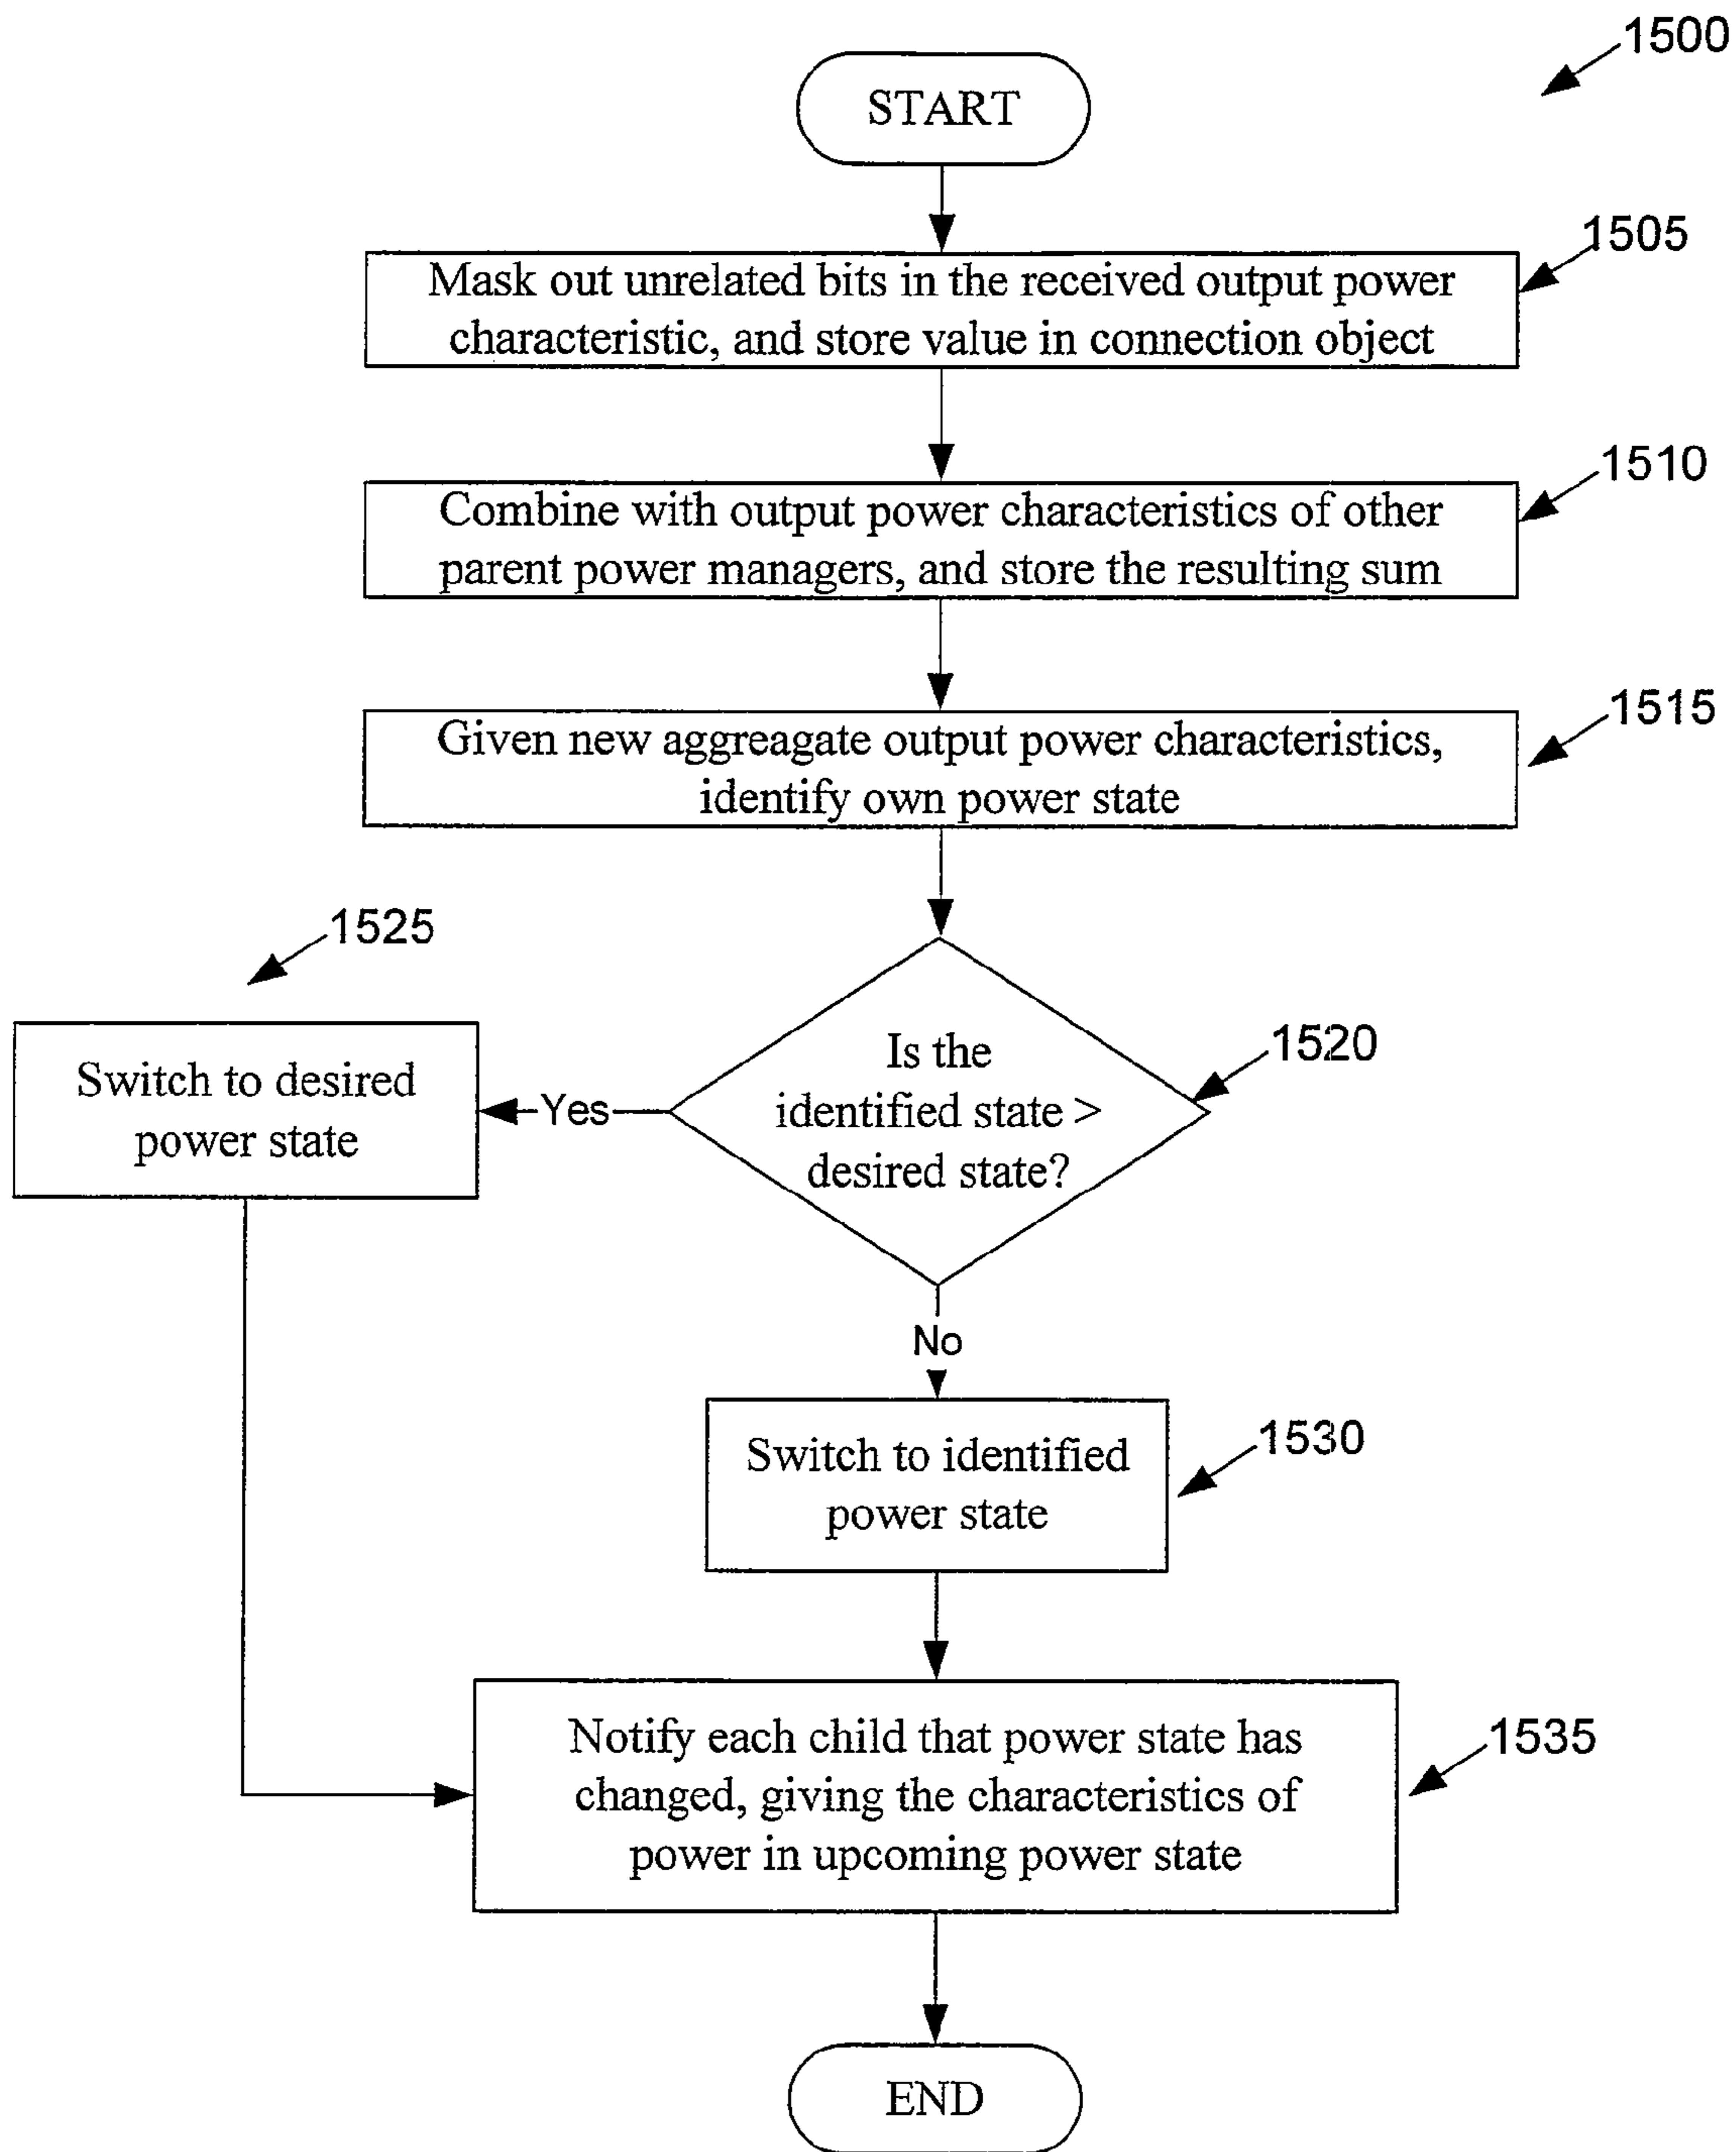 1500
START
1505
Mask out unrelated bits in the received output power
characteristic, and store value in connection object
1510
Combine with output power characteristics of other
parent power managers, and store the resulting sum
1515
Given new aggreagate output power characteristics,
identify own power state
1525
Switch to desired
power state
Yes
1520
Is the
identified state >
desired state?
No
1530
Switch to identified
power state
1535
Notify each child that power state has
changed, giving the characteristics of
power in upcoming power state
END